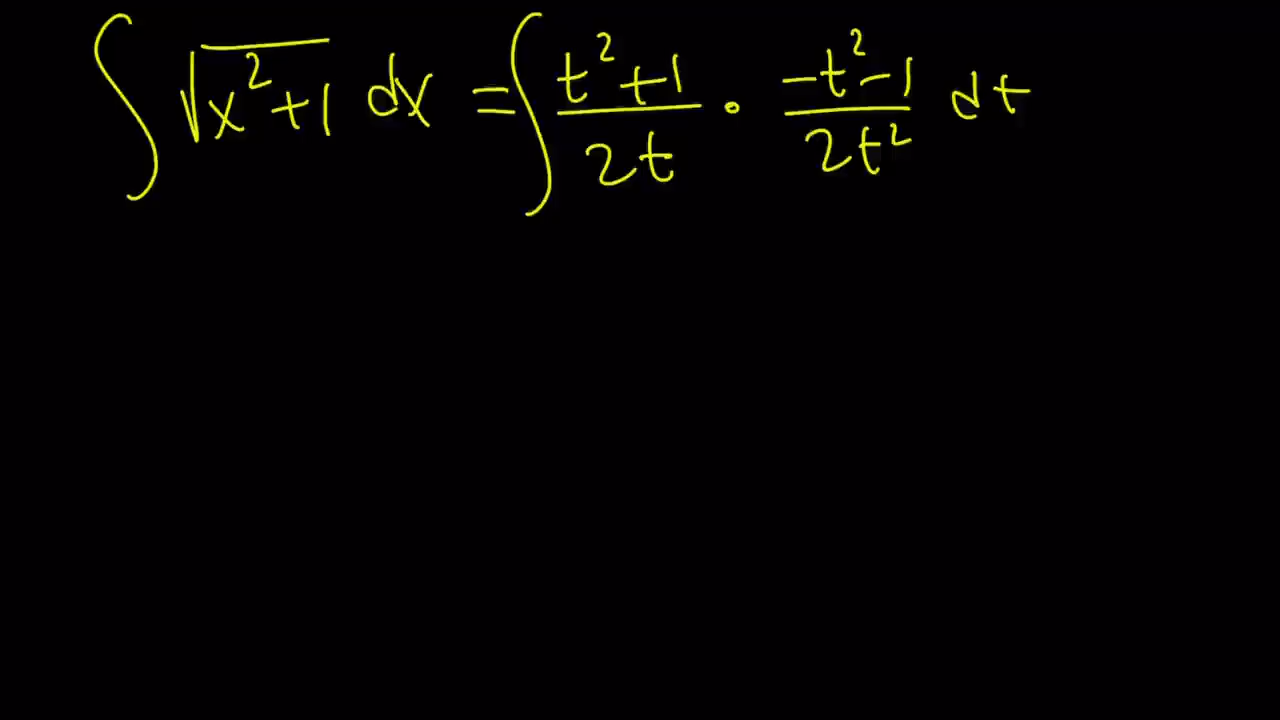 ∫ √(x²+1) dx = ∫ (t²+1)/(2t) · (-t²-1)/(2t²) dt